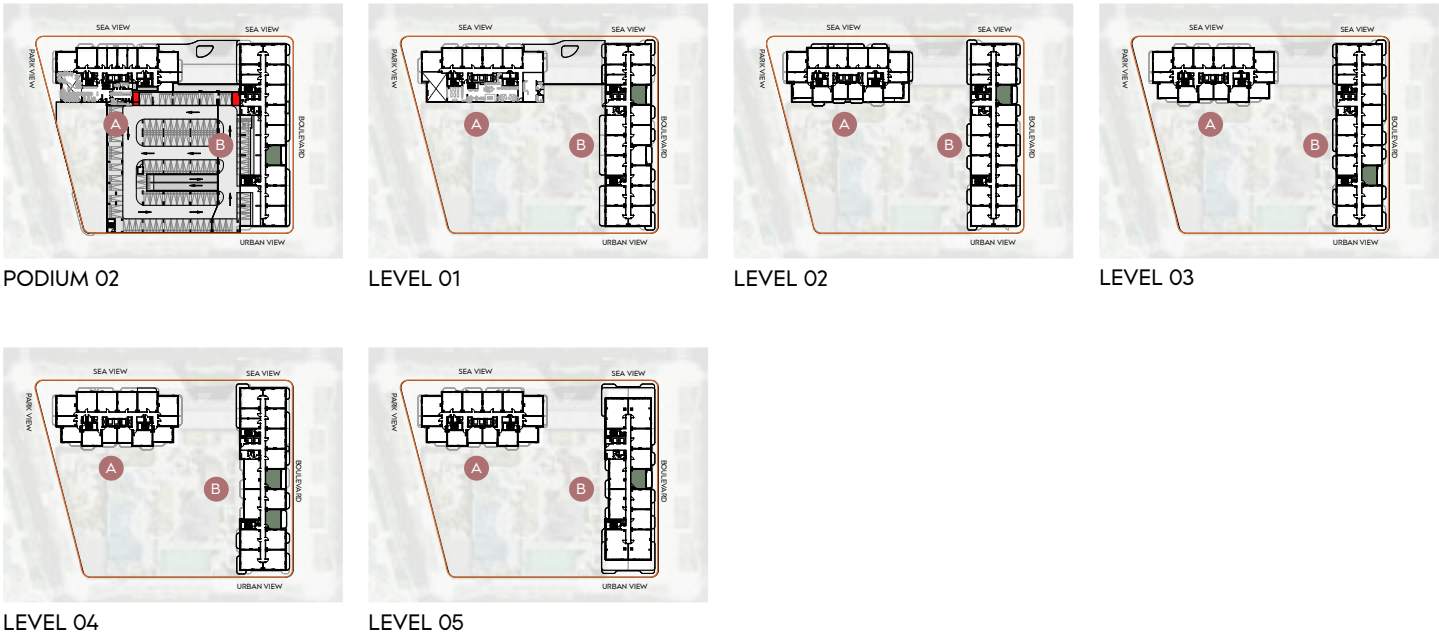 SEA VIEW
SEA VIEW
PARK VIEW
A
B
BOULEVARD
URBAN VIEW
PODIUM 02
SEA VIEW
SEA VIEW
PARK VIEW
A
B
BOULEVARD
URBAN VIEW
LEVEL 01
SEA VIEW
SEA VIEW
PARK VIEW
A
B
BOULEVARD
URBAN VIEW
LEVEL 02
SEA VIEW
SEA VIEW
PARK VIEW
A
B
BOULEVARD
URBAN VIEW
LEVEL 03
SEA VIEW
SEA VIEW
PARK VIEW
A
B
BOULEVARD
URBAN VIEW
LEVEL 04
SEA VIEW
SEA VIEW
PARK VIEW
A
B
BOULEVARD
URBAN VIEW
LEVEL 05